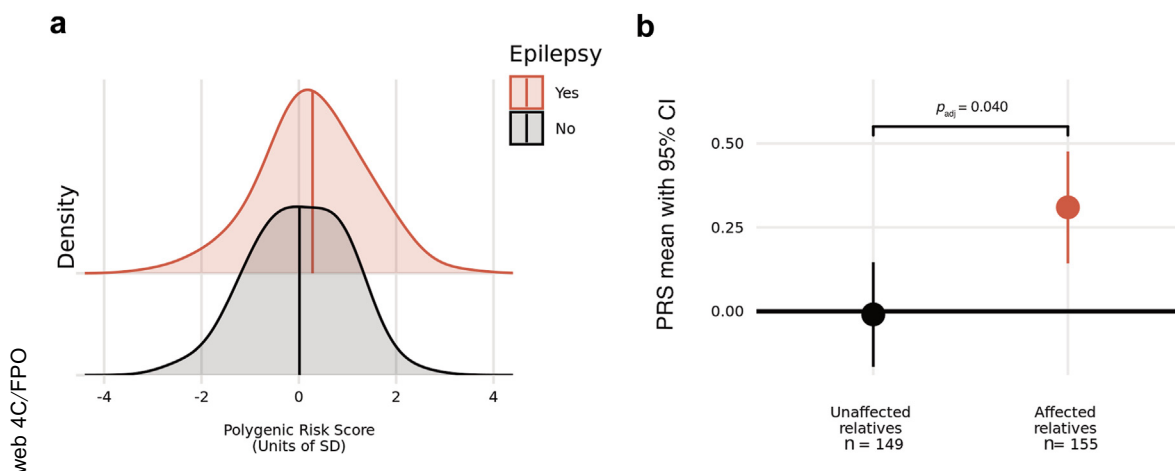 a
Epilepsy
Yes
No
Density
-4
-2
0
2
4
Polygenic Risk Score
(Units of SD)
web 4C/FPO
b
PRS mean with 95% CI
0.50
0.25
0.00
padj = 0.040
Unaffected
relatives
n = 149
Affected
relatives
n= 155